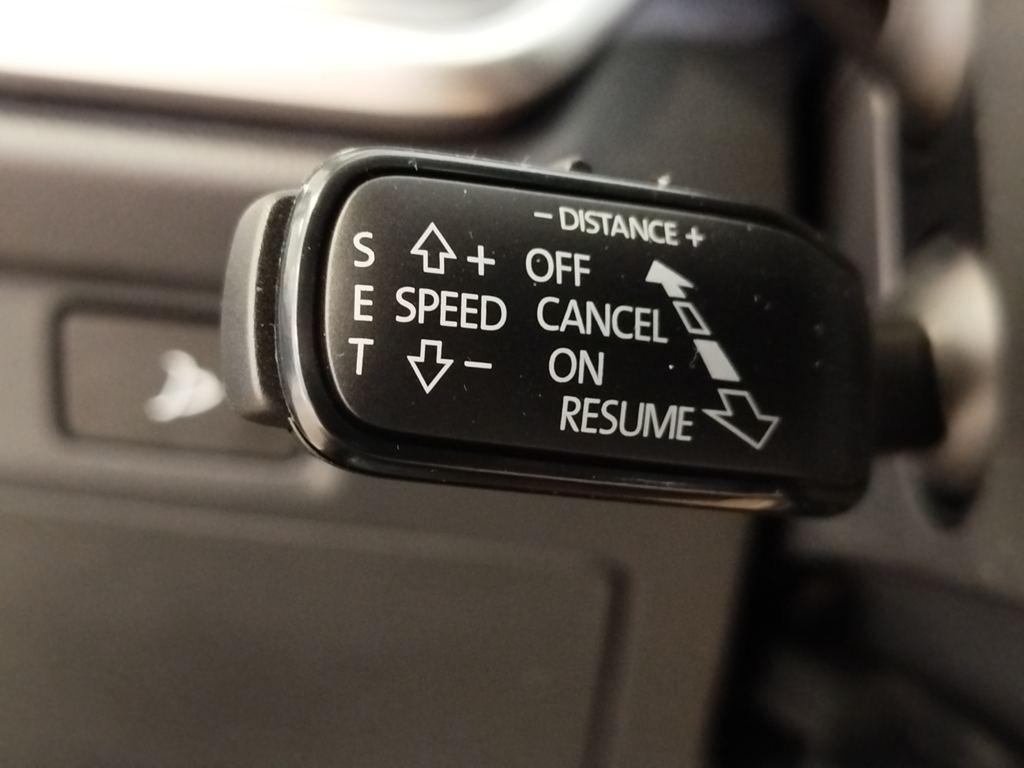 - DISTANCE +
S + OFF
E SPEED CANCEL
T - ON
RESUME